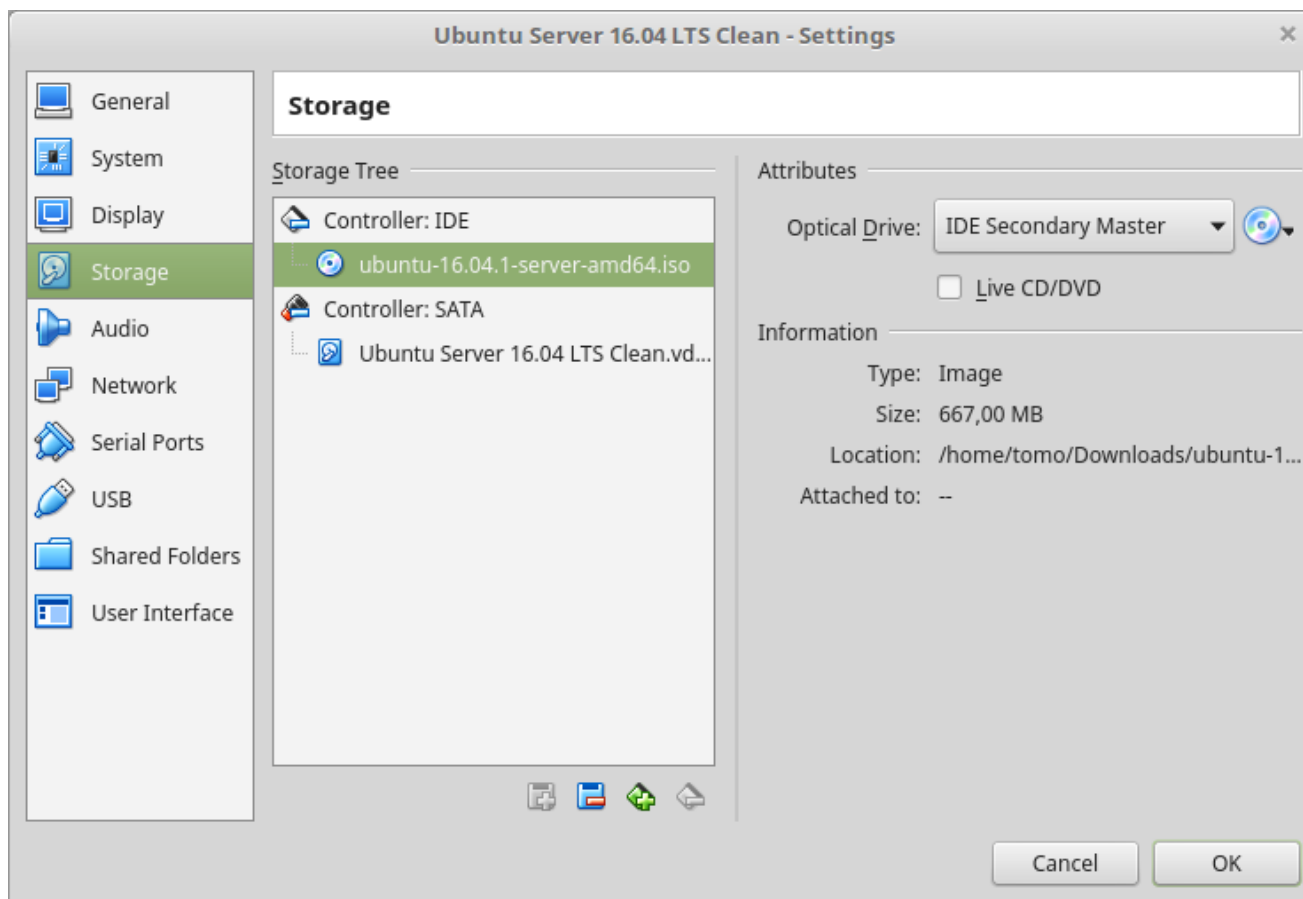 Ubuntu Server 16.04 LTS Clean - Settings
General
System
Display
Storage
Audio
Network
Serial Ports
USB
Shared Folders
User Interface
Storage
Storage Tree
Controller: IDE
ubuntu-16.04.1-server-amd64.iso
Controller: SATA
Ubuntu Server 16.04 LTS Clean.vd...
Attributes
Optical Drive: IDE Secondary Master
Live CD/DVD
Information
Type: Image
Size: 667,00 MB
Location: /home/tomo/Downloads/ubuntu-1...
Attached to: --
Cancel OK